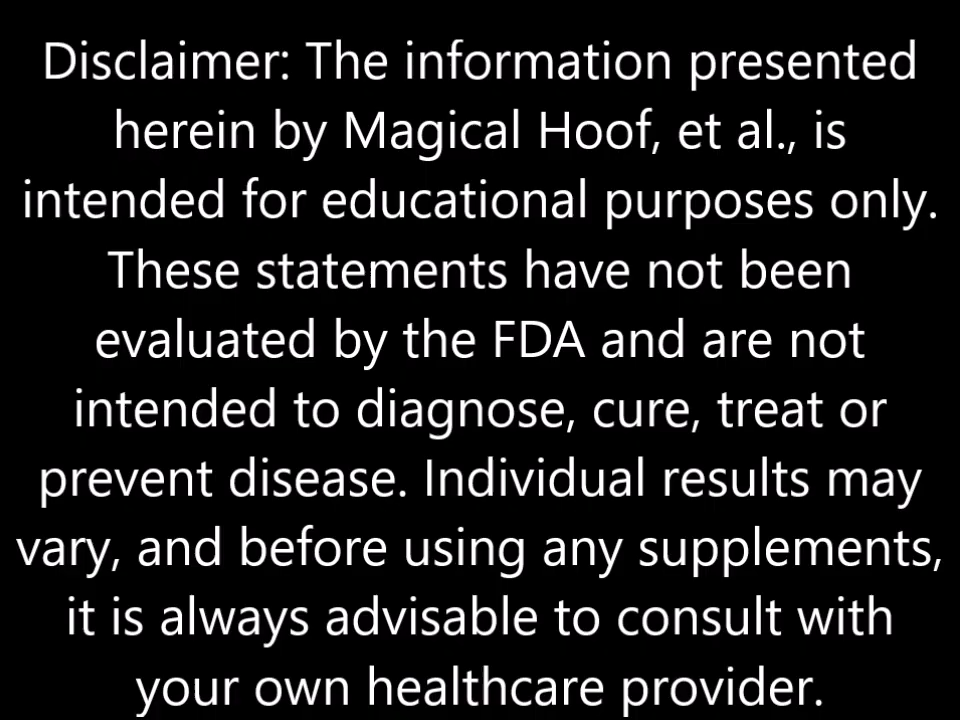 Disclaimer: The information presented
herein by Magical Hoof, et al., is
intended for educational purposes only.
These statements have not been
evaluated by the FDA and are not
intended to diagnose, cure, treat or
prevent disease. Individual results may
vary, and before using any supplements,
it is always advisable to consult with
your own healthcare provider.